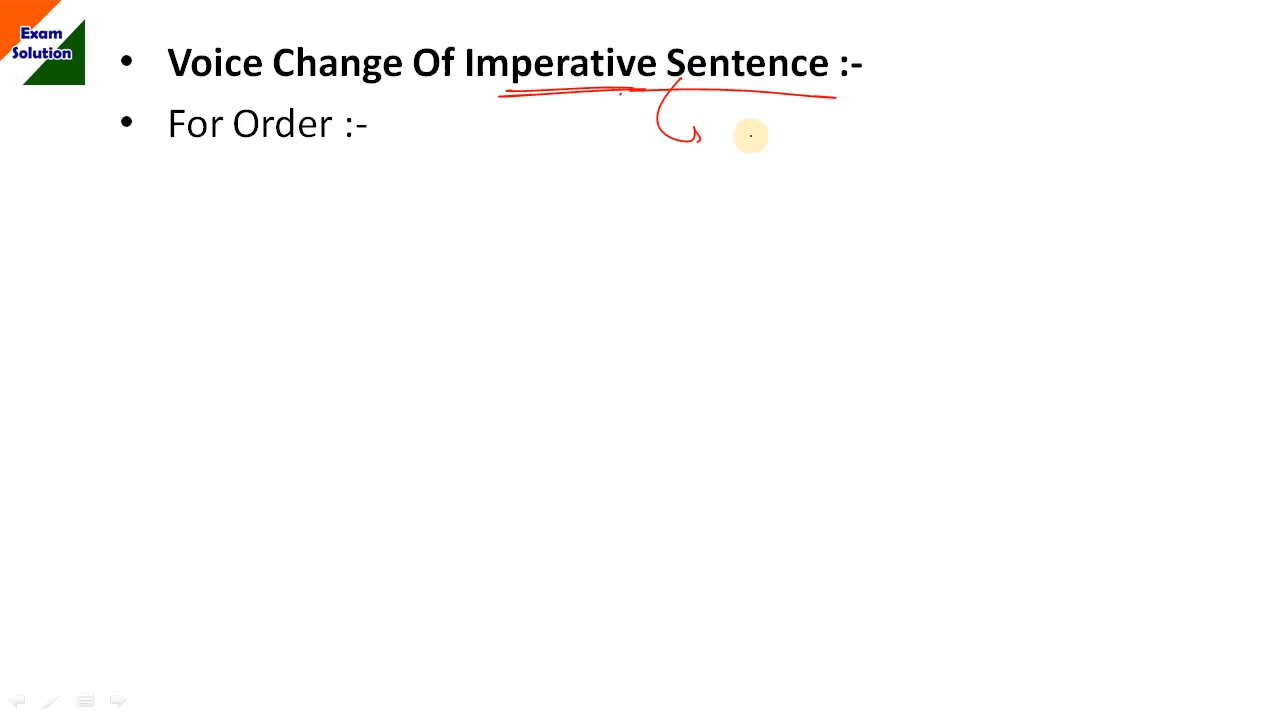 Exam
Solution
• Voice Change Of Imperative Sentence :-
• For Order :-